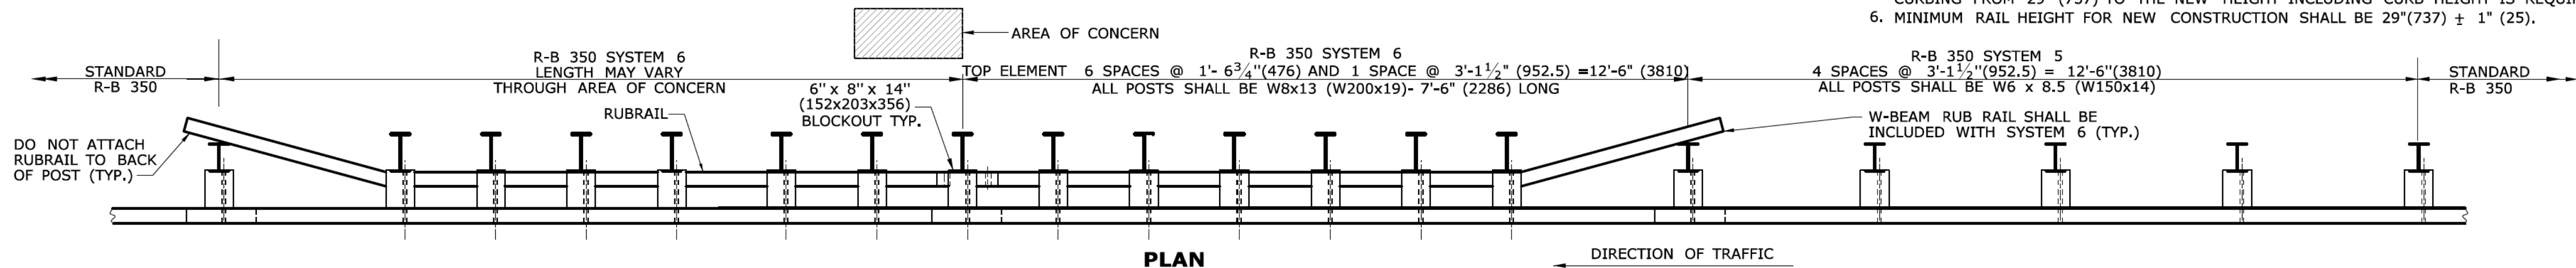 CURBING FROM 29"(737) TO THE NEW HEIGHT INCLUDING CURB HEIGHT IS
6. MINIMUM RAIL HEIGHT FOR NEW CONSTRUCTION SHALL BE 29"(737) ± 1" (25).
AREA OF CONCERN
STANDARD
R-B 350
R-B 350 SYSTEM 6
LENGTH MAY VARY
THROUGH AREA OF CONCERN
R-B 350 SYSTEM 6
TOP ELEMENT 6 SPACES @ 1'- 6 3/4"(476) AND 1 SPACE @ 3'-1 1/2" (952.5) =12'-6" (3810)
ALL POSTS SHALL BE W8x13 (W200x19)- 7'-6" (2286) LONG
R-B 350 SYSTEM 5
4 SPACES @ 3'-1 1/2"(952.5) = 12'-6"(3810)
ALL POSTS SHALL BE W6 x 8.5 (W150x14)
STANDARD
R-B 350
6" x 8" x 14"
(152x203x356)
BLOCKOUT TYP.
RUBRAIL
DO NOT ATTACH
RUBRAIL TO BACK
OF POST (TYP.)
W-BEAM RUB RAIL SHALL BE
INCLUDED WITH SYSTEM 6 (TYP.)
PLAN
DIRECTION OF TRAFFIC